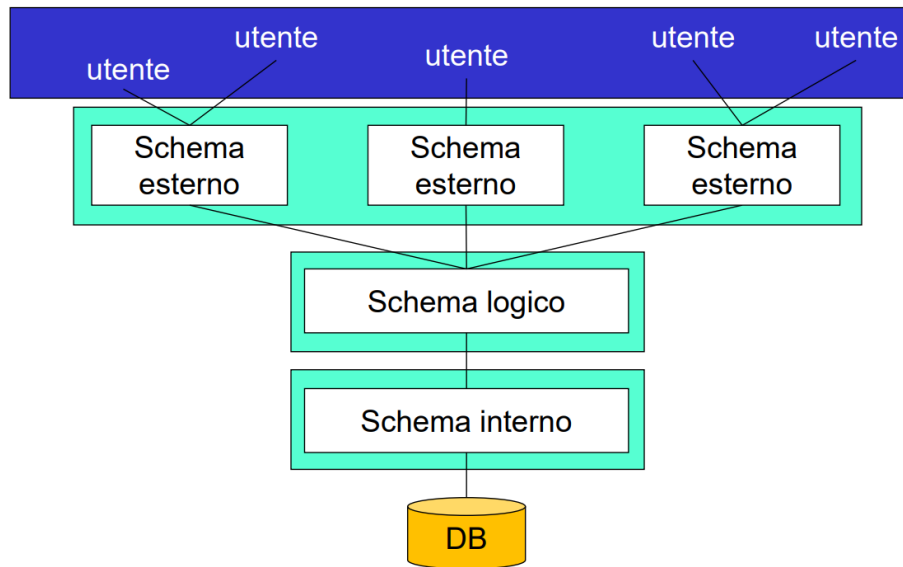 utente
utente
utente
utente
utente
Schema
esterno
Schema
esterno
Schema
esterno
Schema logico
Schema interno
DB